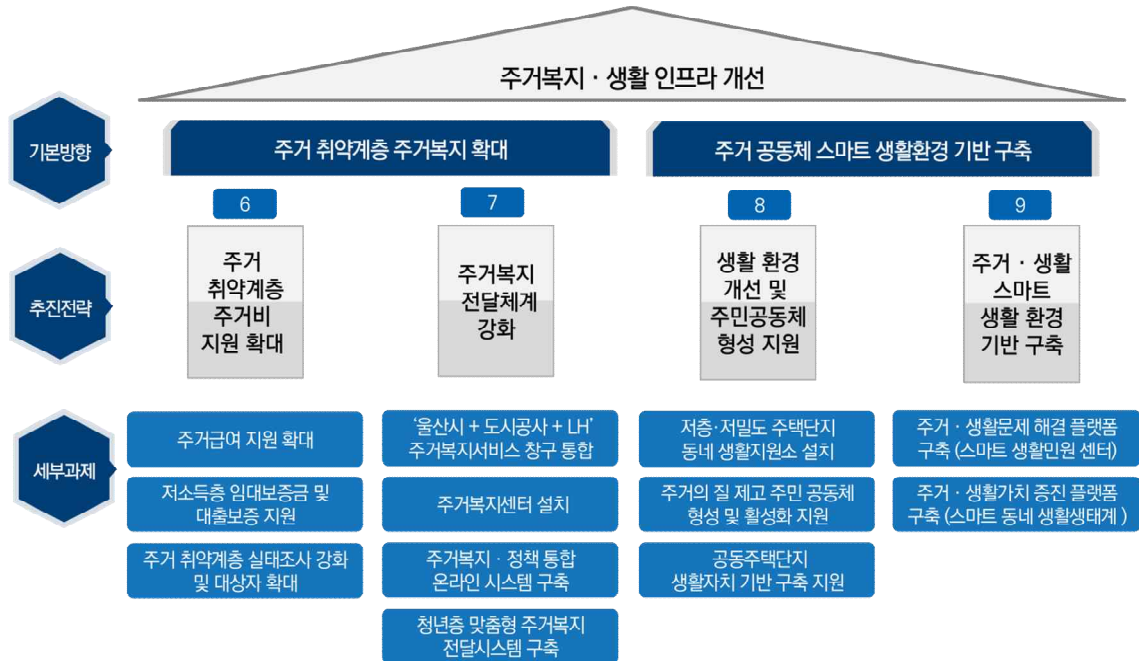 주거복지 · 생활 인프라 개선
기본방향
주거 취약계층 주거복지 확대
주거 공동체 스마트 생활환경 기반 구축
추진전략
6
주거
취약계층
주거비
지원 확대
7
주거복지
전달체계
강화
8
생활 환경
개선 및
주민공동체
형성 지원
9
주거 · 생활
스마트
생활 환경
기반 구축
세부과제
주거급여 지원 확대
저소득층 임대보증금 및
대출보증 지원
주거 취약계층 실태조사 강화
및 대상자 확대
‘울산시 + 도시공사 + LH’
주거복지서비스 창구 통합
주거복지센터 설치
주거복지 · 정책 통합
온라인 시스템 구축
청년층 맞춤형 주거복지
전달시스템 구축
저층·저밀도 주택단지
동네 생활지원소 설치
주거의 질 제고 주민 공동체
형성 및 활성화 지원
공동주택단지
생활자치 기반 구축 지원
주거 · 생활문제 해결 플랫폼
구축 (스마트 생활민원 센터)
주거 · 생활가치 증진 플랫폼
구축 (스마트 동네 생활생태계 )